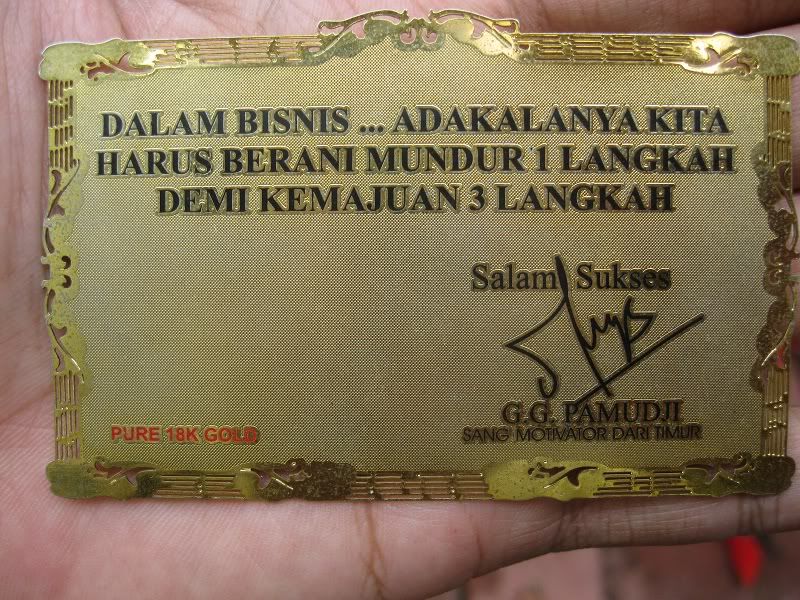 DALAM BISNIS ... ADAKALANYA KITA
HARUS BERANI MUNDUR 1 LANGKAH
DEMI KEMAJUAN 3 LANGKAH
Salam Sukses
G.G. PAMUDJI
SANG MOTIVATOR DARI TIMUR
PURE 18K GOLD